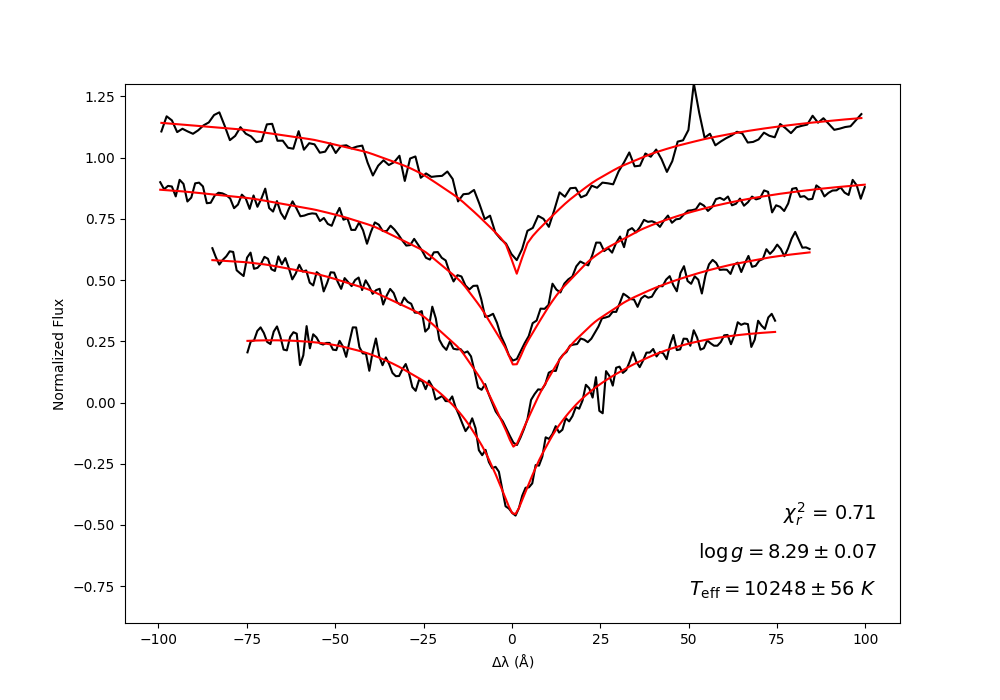 Normalized Flux
1.25
1.00
0.75
0.50
0.25
0.00
−0.25
−0.50
−0.75
χ²ᵣ = 0.71
log g = 8.29 ± 0.07
T_eff = 10248 ± 56 K
−100 −75 −50 −25 0 25 50 75 100
Δλ (Å)